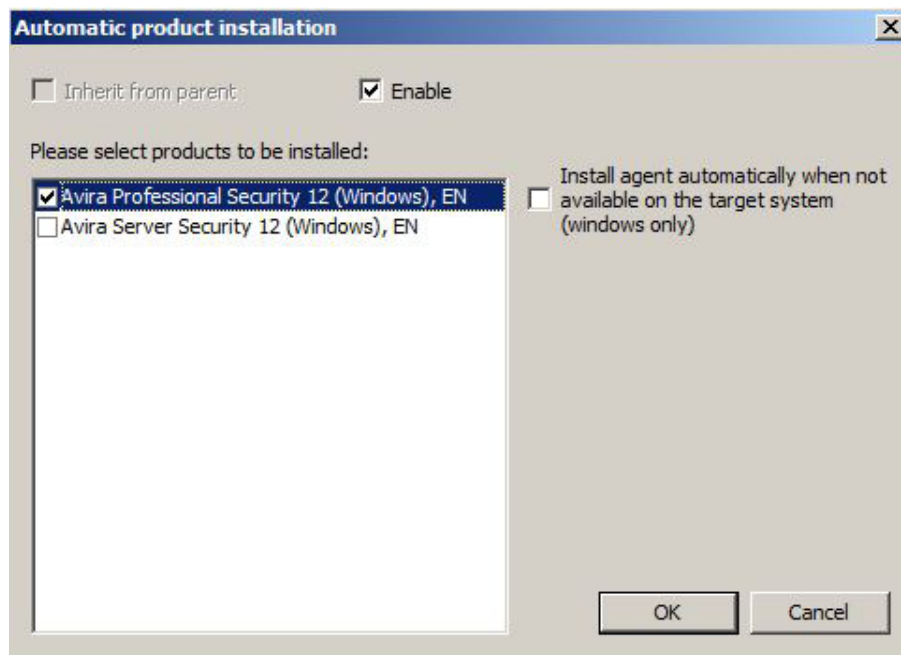 Automatic product installation
Inherit from parent
Enable
Please select products to be installed:
Avira Professional Security 12 (Windows), EN
Avira Server Security 12 (Windows), EN
Install agent automatically when not
available on the target system
(windows only)
OK
Cancel